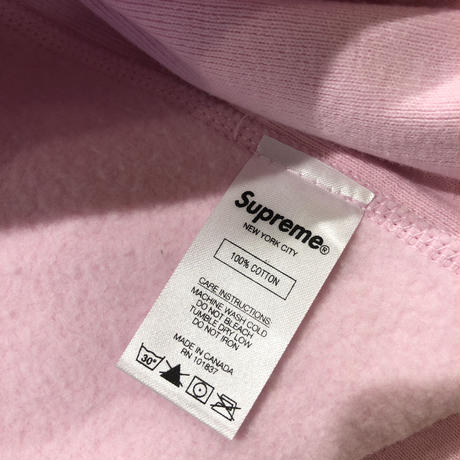 Supreme®
NEW YORK CITY
100% COTTON
CARE INSTRUCTIONS
MACHINE WASH COLD
DO NOT BLEACH
TUMBLE DRY LOW
DO NOT IRON
MADE IN CANADA
RN 101837
30°